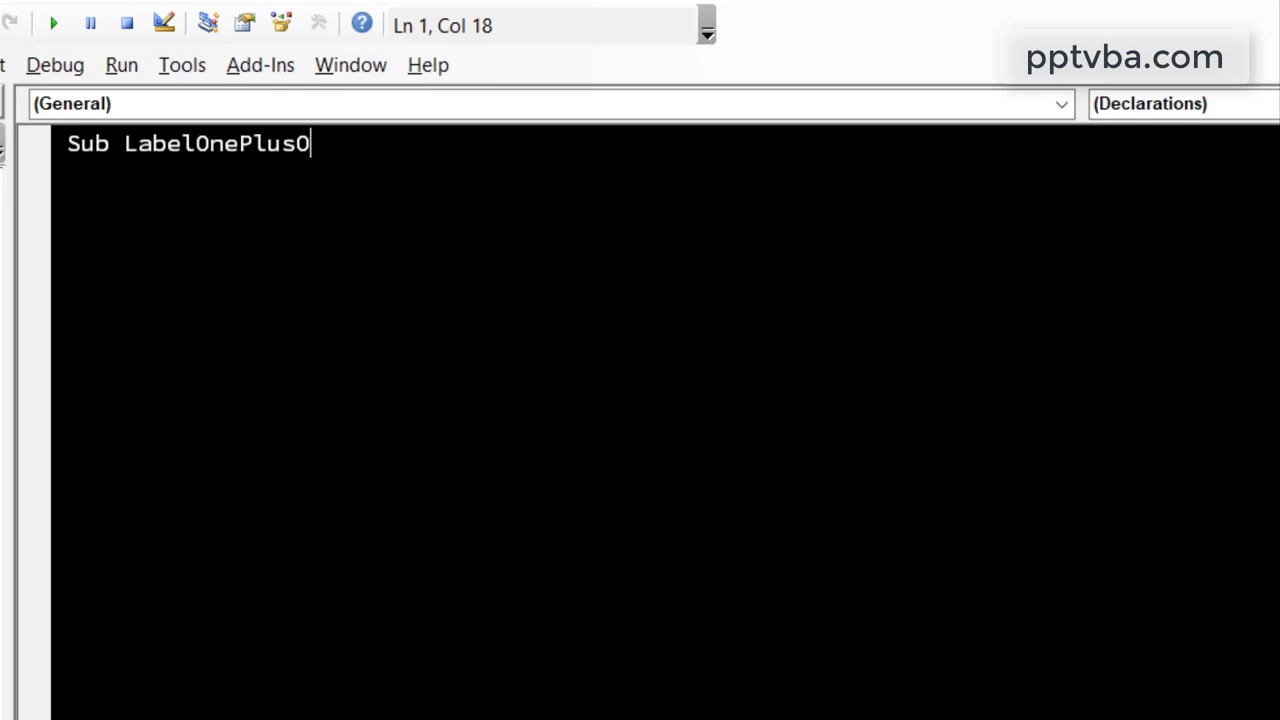 Ln 1, Col 18
pptvba.com
t Debug Run Tools Add-Ins Window Help
(General) (Declarations)
Sub LabelOnePlusO